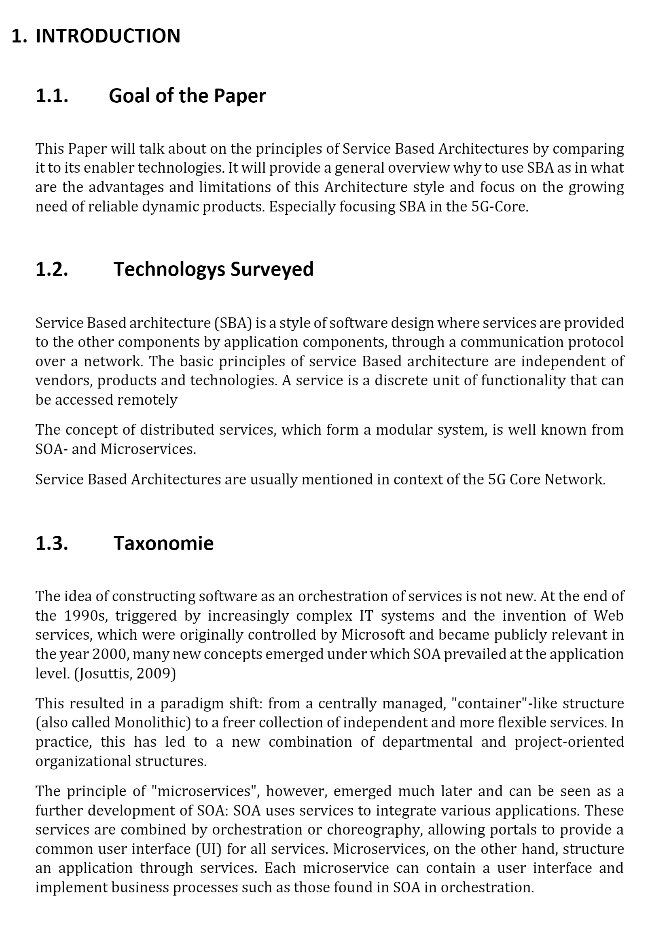 1. INTRODUCTION
1.1. Goal of the Paper
This Paper will talk about on the principles of Service Based Architectures by comparing
it to its enabler technologies. It will provide a general overview why to use SBA as in what
are the advantages and limitations of this Architecture style and focus on the growing
need of reliable dynamic products. Especially focusing SBA in the 5G-Core.
1.2. Technologys Surveyed
Service Based architecture (SBA) is a style of software design where services are provided
to the other components by application components, through a communication protocol
over a network. The basic principles of service Based architecture are independent of
vendors, products and technologies. A service is a discrete unit of functionality that can
be accessed remotely
The concept of distributed services, which form a modular system, is well known from
SOA- and Microservices.
Service Based Architectures are usually mentioned in context of the 5G Core Network.
1.3. Taxonomie
The idea of constructing software as an orchestration of services is not new. At the end of
the 1990s, triggered by increasingly complex IT systems and the invention of Web
services, which were originally controlled by Microsoft and became publicly relevant in
the year 2000, many new concepts emerged under which SOA prevailed at the application
level. (Josuttis, 2009)
This resulted in a paradigm shift: from a centrally managed, "container"-like structure
(also called Monolithic) to a freer collection of independent and more flexible services. In
practice, this has led to a new combination of departmental and project-oriented
organizational structures.
The principle of "microservices", however, emerged much later and can be seen as a
further development of SOA: SOA uses services to integrate various applications. These
services are combined by orchestration or choreography, allowing portals to provide a
common user interface (UI) for all services. Microservices, on the other hand, structure
an application through services. Each microservice can contain a user interface and
implement business processes such as those found in SOA in orchestration.